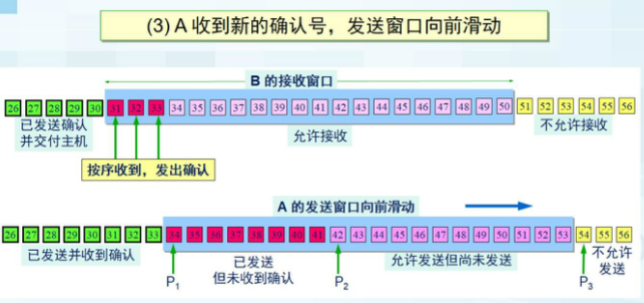 (3) A 收到新的确认号，发送窗口向前滑动
B 的接收窗口
26 27 28 29 30 31 32 33 34 35 36 37 38 39 40 41 42 43 44 45 46 47 48 49 50 51 52 53 54 55 56
已发送确认
并交付主机
允许接收
不允许接收
按序收到，发出确认
A 的发送窗口向前滑动
26 27 28 29 30 31 32 33 34 35 36 37 38 39 40 41 42 43 44 45 46 47 48 49 50 51 52 53 54 55 56
已发送并收到确认
已发送
但未收到确认
允许发送但尚未发送
不允许
发送
P1
P2
P3